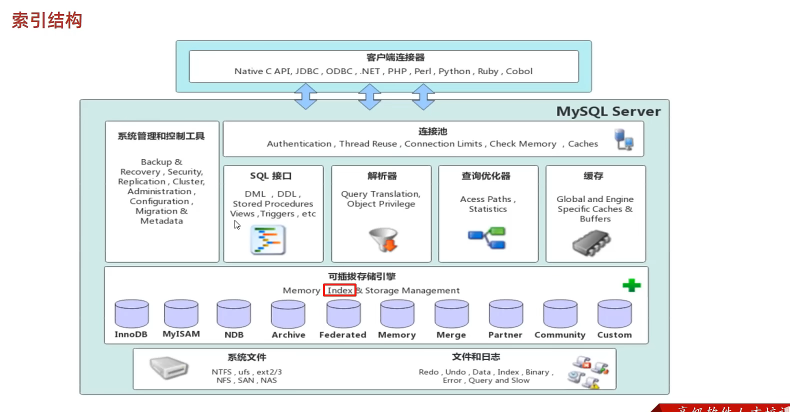 索引结构
客户端连接器
Native C API, JDBC , ODBC , .NET , PHP , Perl , Python , Ruby , Cobol
MySQL Server
系统管理和控制工具
Backup &
Recovery , Security,
Replication , Cluster,
Administration ,
Configuration ,
Migration &
Metadata
连接池
Authentication , Thread Reuse , Connection Limits , Check Memory , Caches
SQL 接口
DML , DDL ,
Stored Procedures
Views ,Triggers , etc
解析器
Query Translation,
Object Privilege
查询优化器
Acess Paths ,
Statistics
缓存
Global and Engine
Specific Caches &
Buffers
可插拔存储引擎
Memory Index & Storage Management
InnoDB
MyISAM
NDB
Archive
Federated
Memory
Merge
Partner
Community
Custom
系统文件
NTFS , ufs , ext2/3
NFS , SAN , NAS
文件和日志
Redo , Undo , Data , Index , Binary ,
Error , Query and Slow